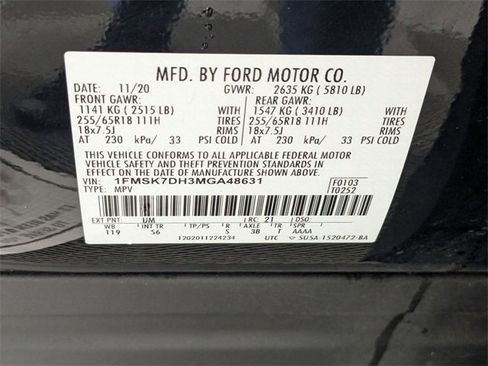 MFD. BY FORD MOTOR CO.
DATE: 11/20 GVWR: 2635 KG ( 5810 LB)
FRONT GAWR: REAR GAWR:
1141 KG ( 2515 LB) WITH 1547 KG ( 3410 LB) WITH
255/65R18 111H TIRES 255/65R18 111H TIRES
18x7.5J RIMS 18x7.5J RIMS
AT 230 kPa/ 33 PSI COLD AT 230 kPa/ 33 PSI COLD
THIS VEHICLE CONFORMS TO ALL APPLICABLE FEDERAL MOTOR
VEHICLE SAFETY AND THEFT PREVENTION STANDARDS IN
EFFECT ON THE DATE OF MANUFACTURE SHOWN ABOVE.
VIN: 1FMSK7DH3MGA48631
TYPE: MPV
F0103
T0252
EXT PNT: UM RC: 21 DSO:
WB INT TR TP/PS R AXLE TR SPR
119 S6 S 3B T AAAA
1202011224234 UTC 5U5A-1520472-BA